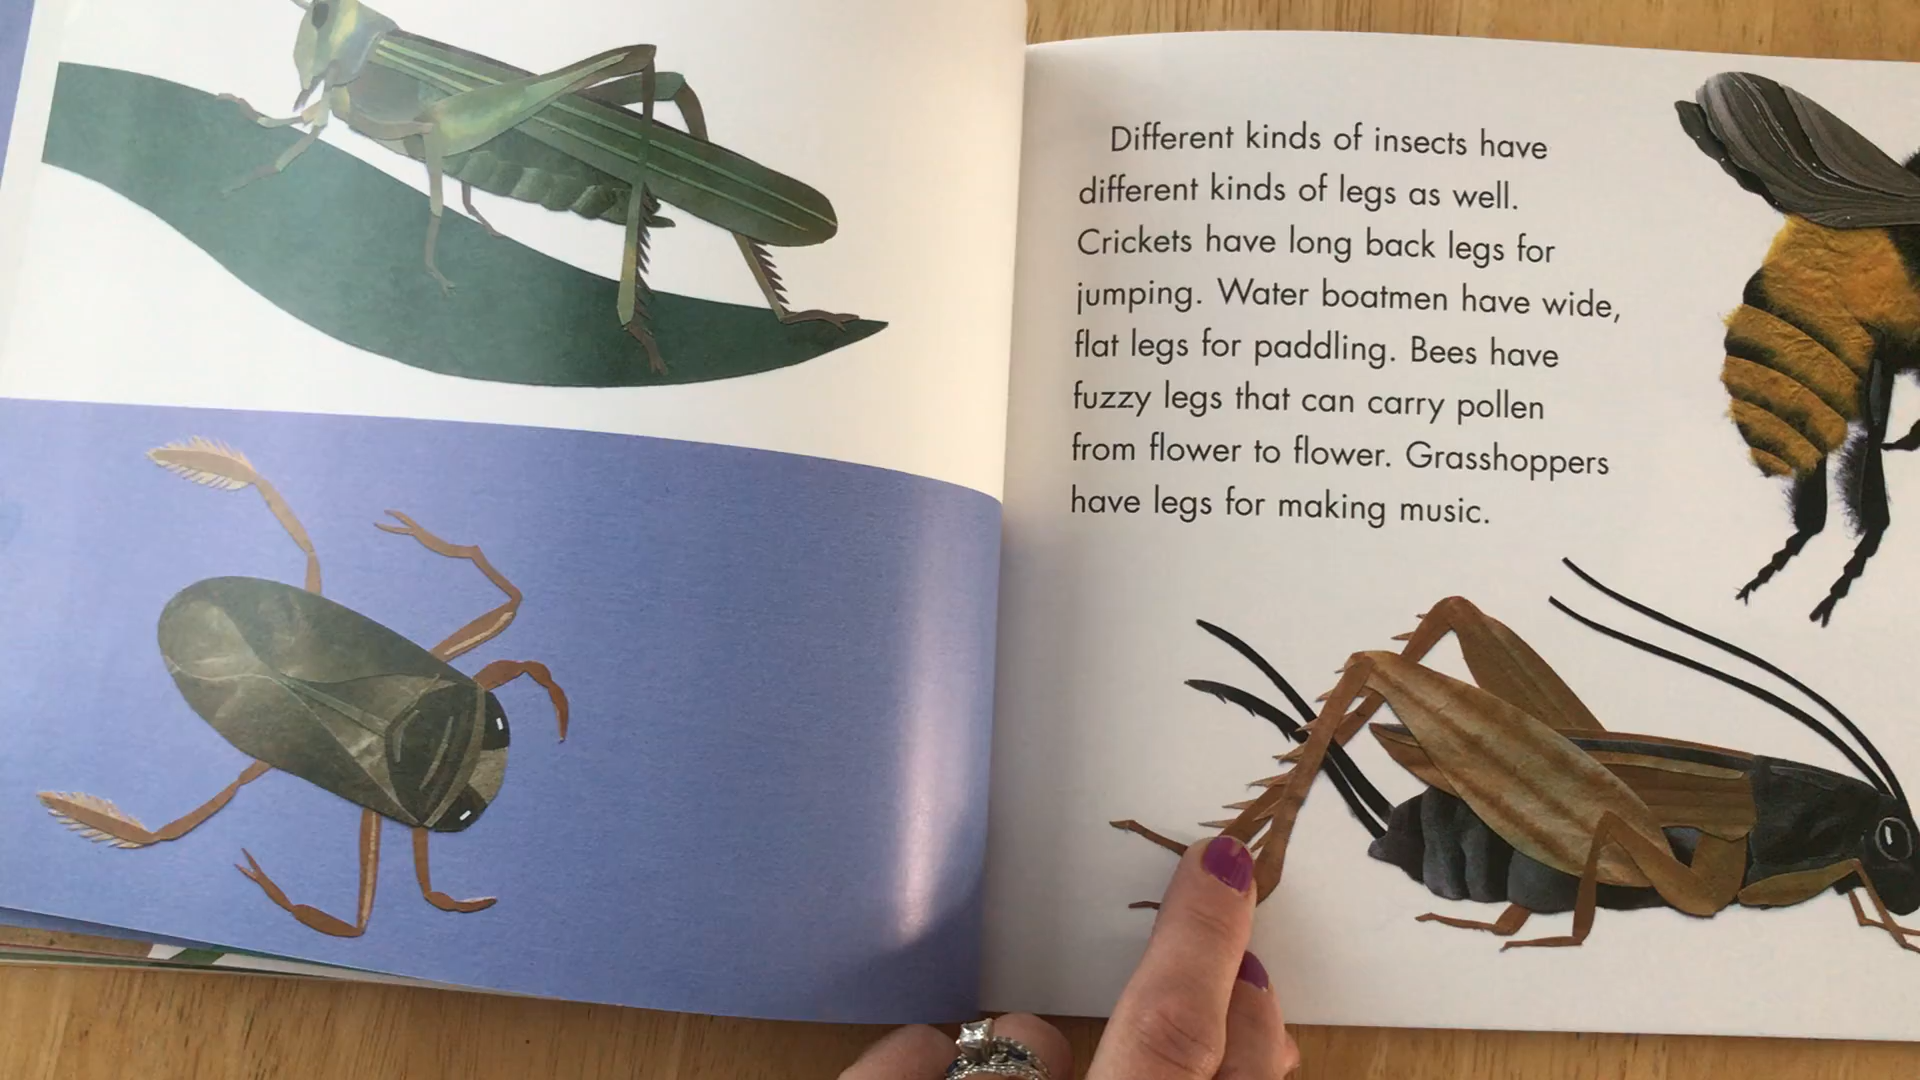 Different kinds of insects have
different kinds of legs as well.
Crickets have long back legs for
jumping. Water boatmen have wide,
flat legs for paddling. Bees have
fuzzy legs that can carry pollen
from flower to flower. Grasshoppers
have legs for making music.